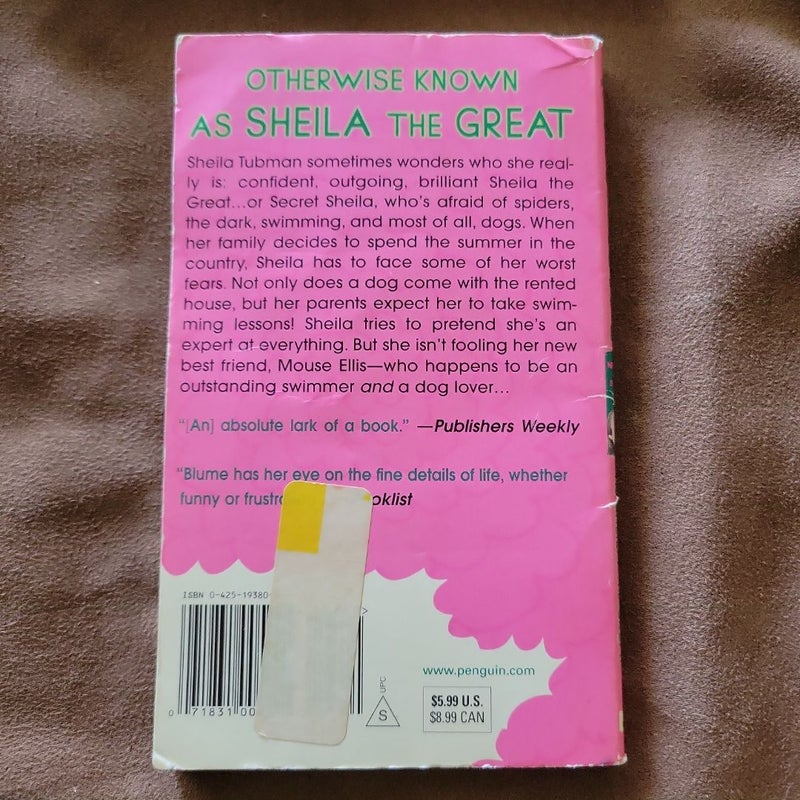 OTHERWISE KNOWN
AS SHEILA THE GREAT
Sheila Tubman sometimes wonders who she real-
ly is: confident, outgoing, brilliant Sheila the
Great...or Secret Sheila, who's afraid of spiders,
the dark, swimming, and most of all, dogs. When
her family decides to spend the summer in the
country, Sheila has to face some of her worst
fears. Not only does a dog come with the rented
house, but her parents expect her to take swim-
ming lessons! Sheila tries to pretend she's an
expert at everything. But she isn't fooling her new
best friend, Mouse Ellis—who happens to be an
outstanding swimmer and a dog lover...
"[An] absolute lark of a book." —Publishers Weekly
"Blume has her eye on the fine details of life, whether
funny or
ISBN 0-425-19380
0 71831 00
>
UPC
S
www.penguin.com
$5.99 U.S.
$8.99 CAN